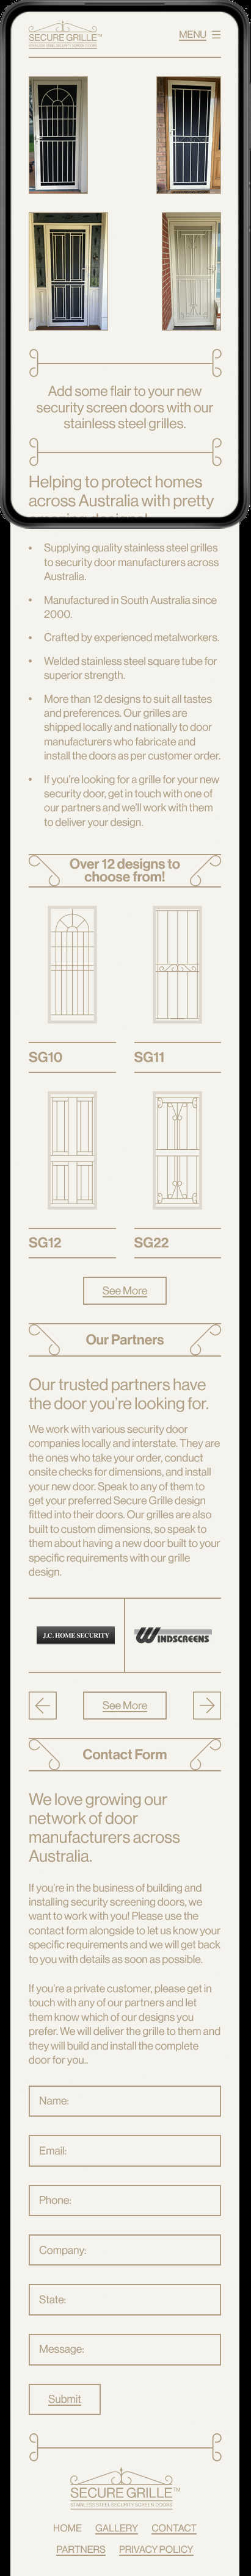 SECURE GRILLE™
STAINLESS STEEL SECURITY SCREEN DOORS
MENU
Add some flair to your new
security screen doors with our
stainless steel grilles.
Helping to protect homes
across Australia with pretty
Supplying quality stainless steel grilles
to security door manufacturers across
Australia.
Manufactured in South Australia since
2000.
Crafted by experienced metalworkers.
Welded stainless steel square tube for
superior strength.
More than 12 designs to suit all tastes
and preferences. Our grilles are
shipped locally and nationally to door
manufacturers who fabricate and
install the doors as per customer order.
If you're looking for a grille for your new
security door, get in touch with one of
our partners and we'll work with them
to deliver your design.
Over 12 designs to
choose from!
SG10
SG11
SG12
SG22
See More
Our Partners
Our trusted partners have
the door you're looking for.
We work with various security door
companies locally and interstate. They are
the ones who take your order, conduct
onsite checks for dimensions, and install
your new door. Speak to any of them to
get your preferred Secure Grille design
fitted into their doors. Our grilles are also
built to custom dimensions, so speak to
them about having a new door built to your
specific requirements with our grille
design.
J.C. HOME SECURITY
WINDSCREENS
See More
Contact Form
We love growing our
network of door
manufacturers across
Australia.
If you're in the business of building and
installing security screening doors, we
want to work with you! Please use the
contact form alongside to let us know your
specific requirements and we will get back
to you with details as soon as possible.
If you're a private customer, please get in
touch with any of our partners and let
them know which of our designs you
prefer. We will deliver the grille to them and
they will build and install the complete
door for you..
Name:
Email:
Phone:
Company:
State:
Message:
Submit
SECURE GRILLE™
STAINLESS STEEL SECURITY SCREEN DOORS
HOME GALLERY CONTACT
PARTNERS PRIVACY POLICY